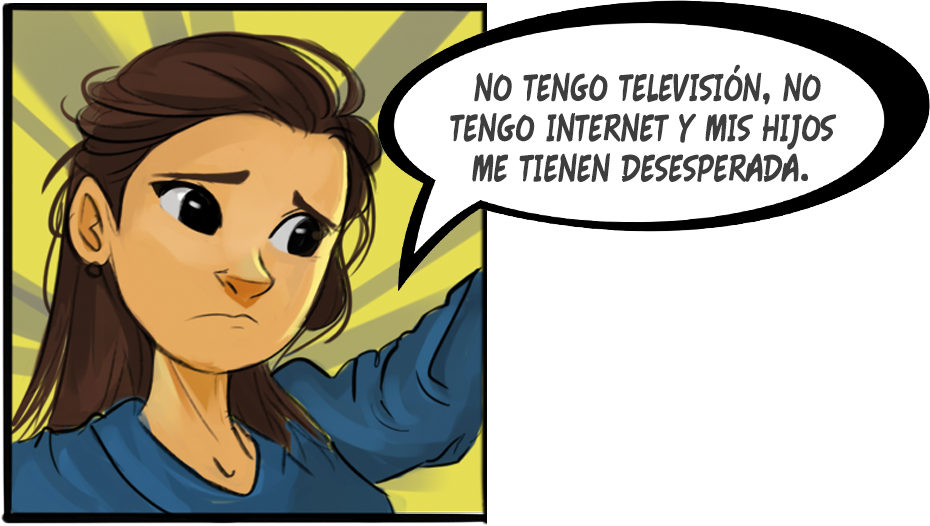 NO TENGO TELEVISIÓN, NO
TENGO INTERNET Y MIS HIJOS
ME TIENEN DESESPERADA.